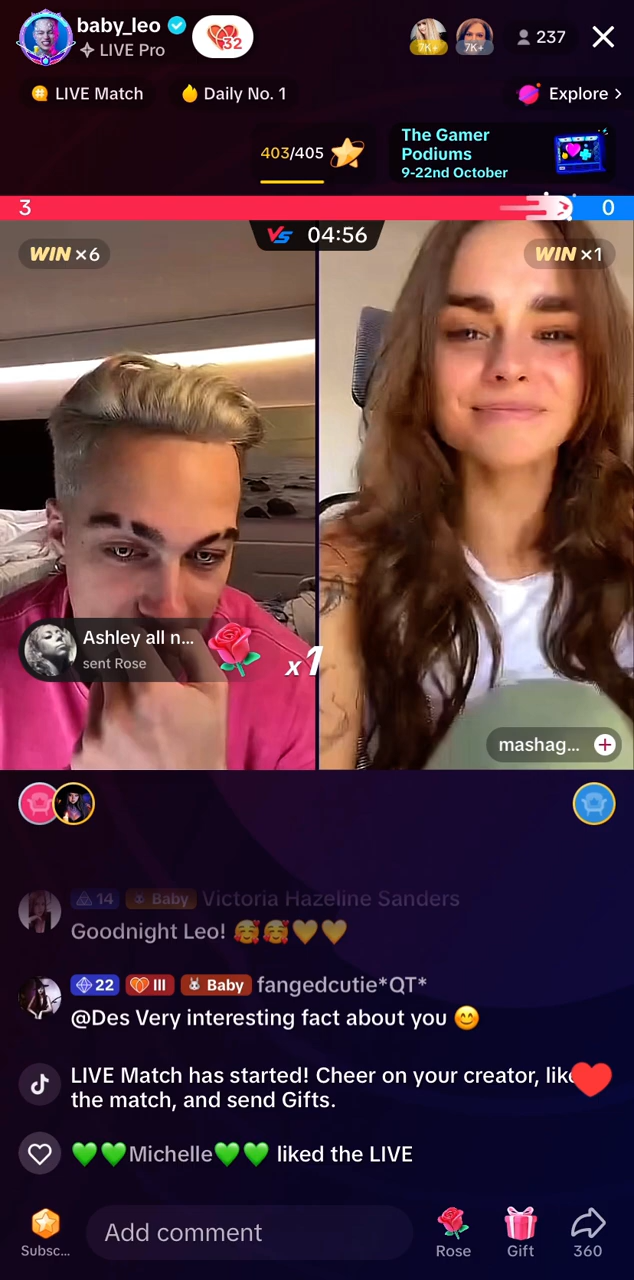 baby_leo
LIVE Pro
32
7K+
7K+
237
LIVE Match
Daily No. 1
Explore >
403/405
The Gamer
Podiums
9-22nd October
3
0
VS 04:56
WIN ×6
WIN ×1
Ashley all n...
sent Rose
x1
mashag...
14 Baby Victoria Hazeline Sanders
Goodnight Leo! 🥰🥰💛💛
22 III Baby fangedcutie*QT*
@Des Very interesting fact about you 😊
LIVE Match has started! Cheer on your creator, like
the match, and send Gifts.
💚💚Michelle💚💚 liked the LIVE
Add comment
Subsc...
Rose
Gift
360